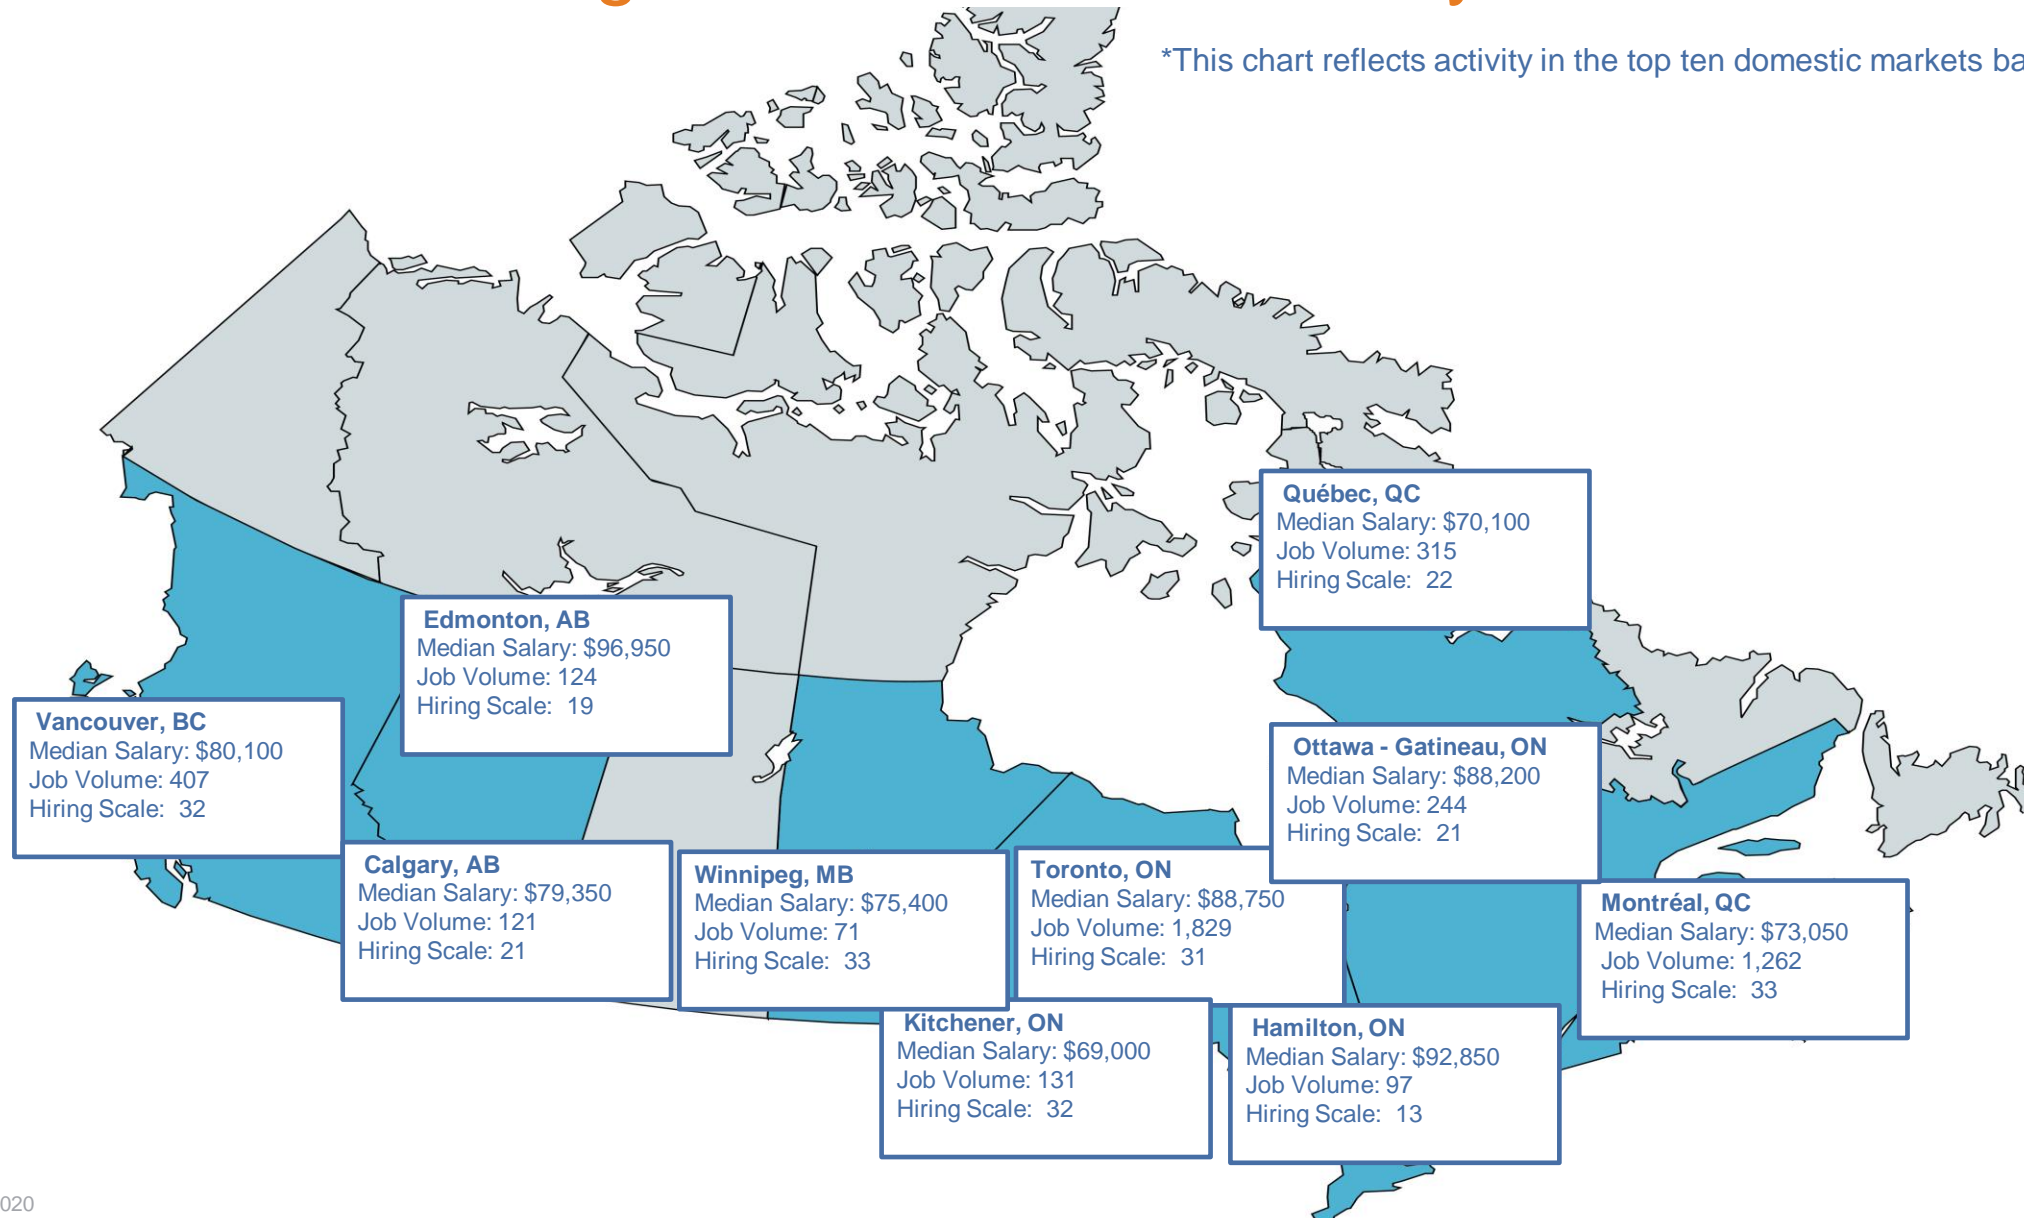 *This chart reflects activity in the top ten domestic markets
Québec, QC
Median Salary: $70,100
Job Volume: 315
Hiring Scale: 22
Edmonton, AB
Median Salary: $96,950
Job Volume: 124
Hiring Scale: 19
Vancouver, BC
Median Salary: $80,100
Job Volume: 407
Hiring Scale: 32
Ottawa - Gatineau, ON
Median Salary: $88,200
Job Volume: 244
Hiring Scale: 21
Calgary, AB
Median Salary: $79,350
Job Volume: 121
Hiring Scale: 21
Winnipeg, MB
Median Salary: $75,400
Job Volume: 71
Hiring Scale: 33
Toronto, ON
Median Salary: $88,750
Job Volume: 1,829
Hiring Scale: 31
Montréal, QC
Median Salary: $73,050
Job Volume: 1,262
Hiring Scale: 33
Kitchener, ON
Median Salary: $69,000
Job Volume: 131
Hiring Scale: 32
Hamilton, ON
Median Salary: $92,850
Job Volume: 97
Hiring Scale: 13
020